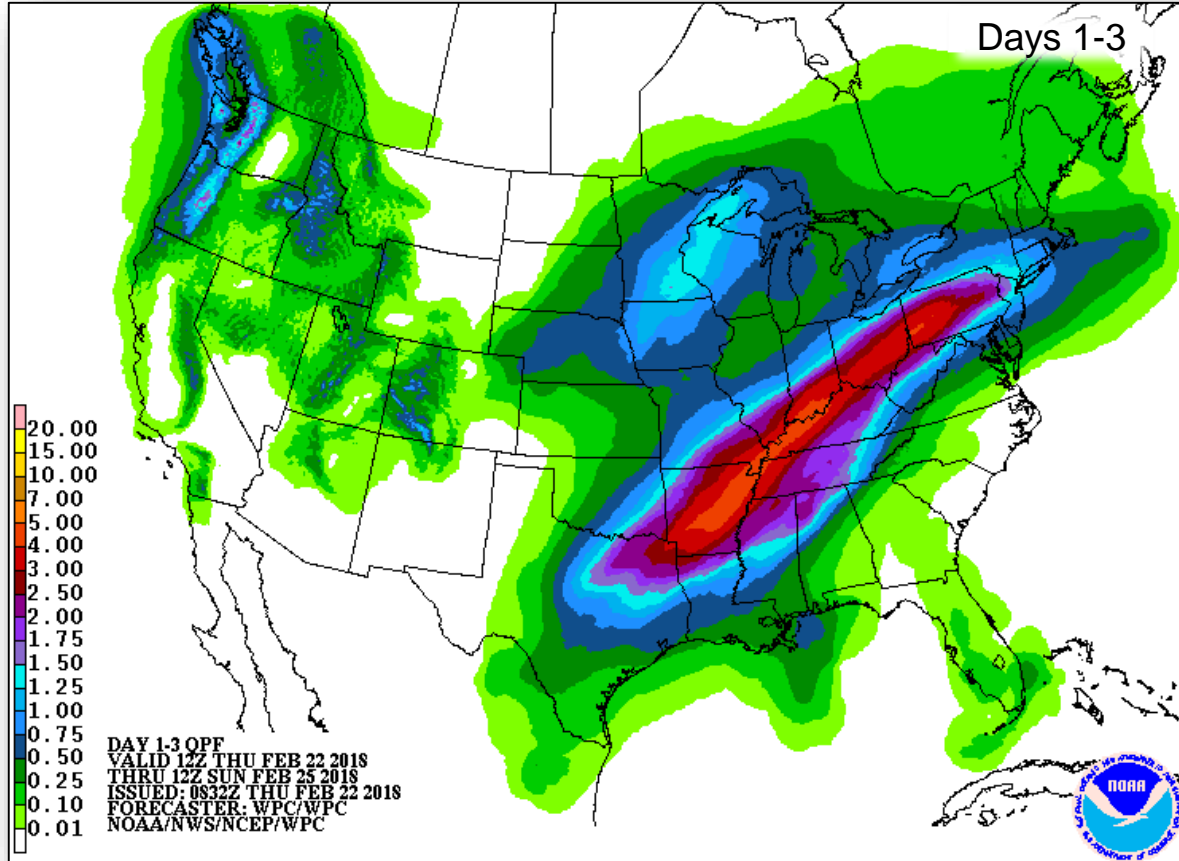 Days 1-3
20.00
15.00
10.00
7.00
5.00
4.00
3.00
2.50
2.00
1.75
1.50
1.25
1.00
0.75
0.50
0.25
0.10
0.01
DAY 1-3 QPF
VALID 12Z THU FEB 22 2018
THRU 12Z SUN FEB 25 2018
ISSUED: 0832Z THU FEB 22 2018
FORECASTER: WPC/WPC
NOAA/NWS/NCEP/WPC
NOAA